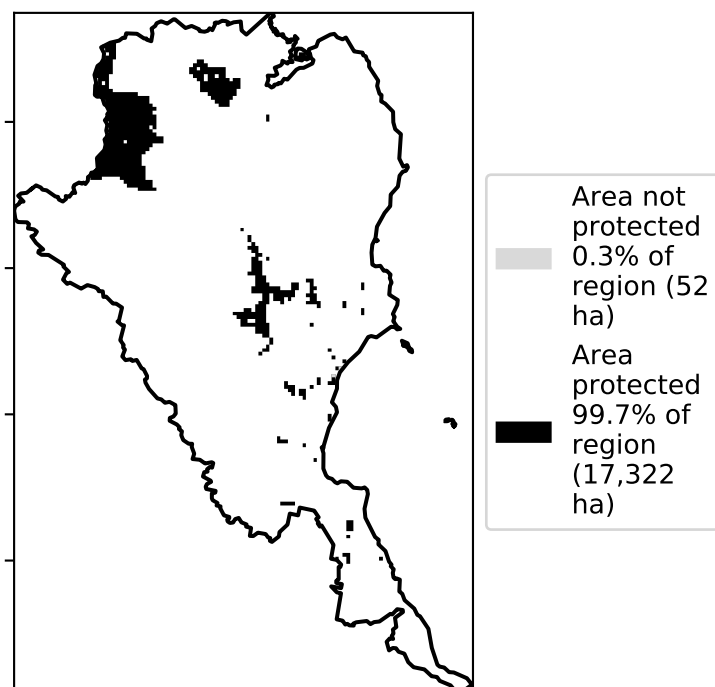 Area not
protected
0.3% of
region (52
ha)
Area
protected
99.7% of
region
(17,322
ha)